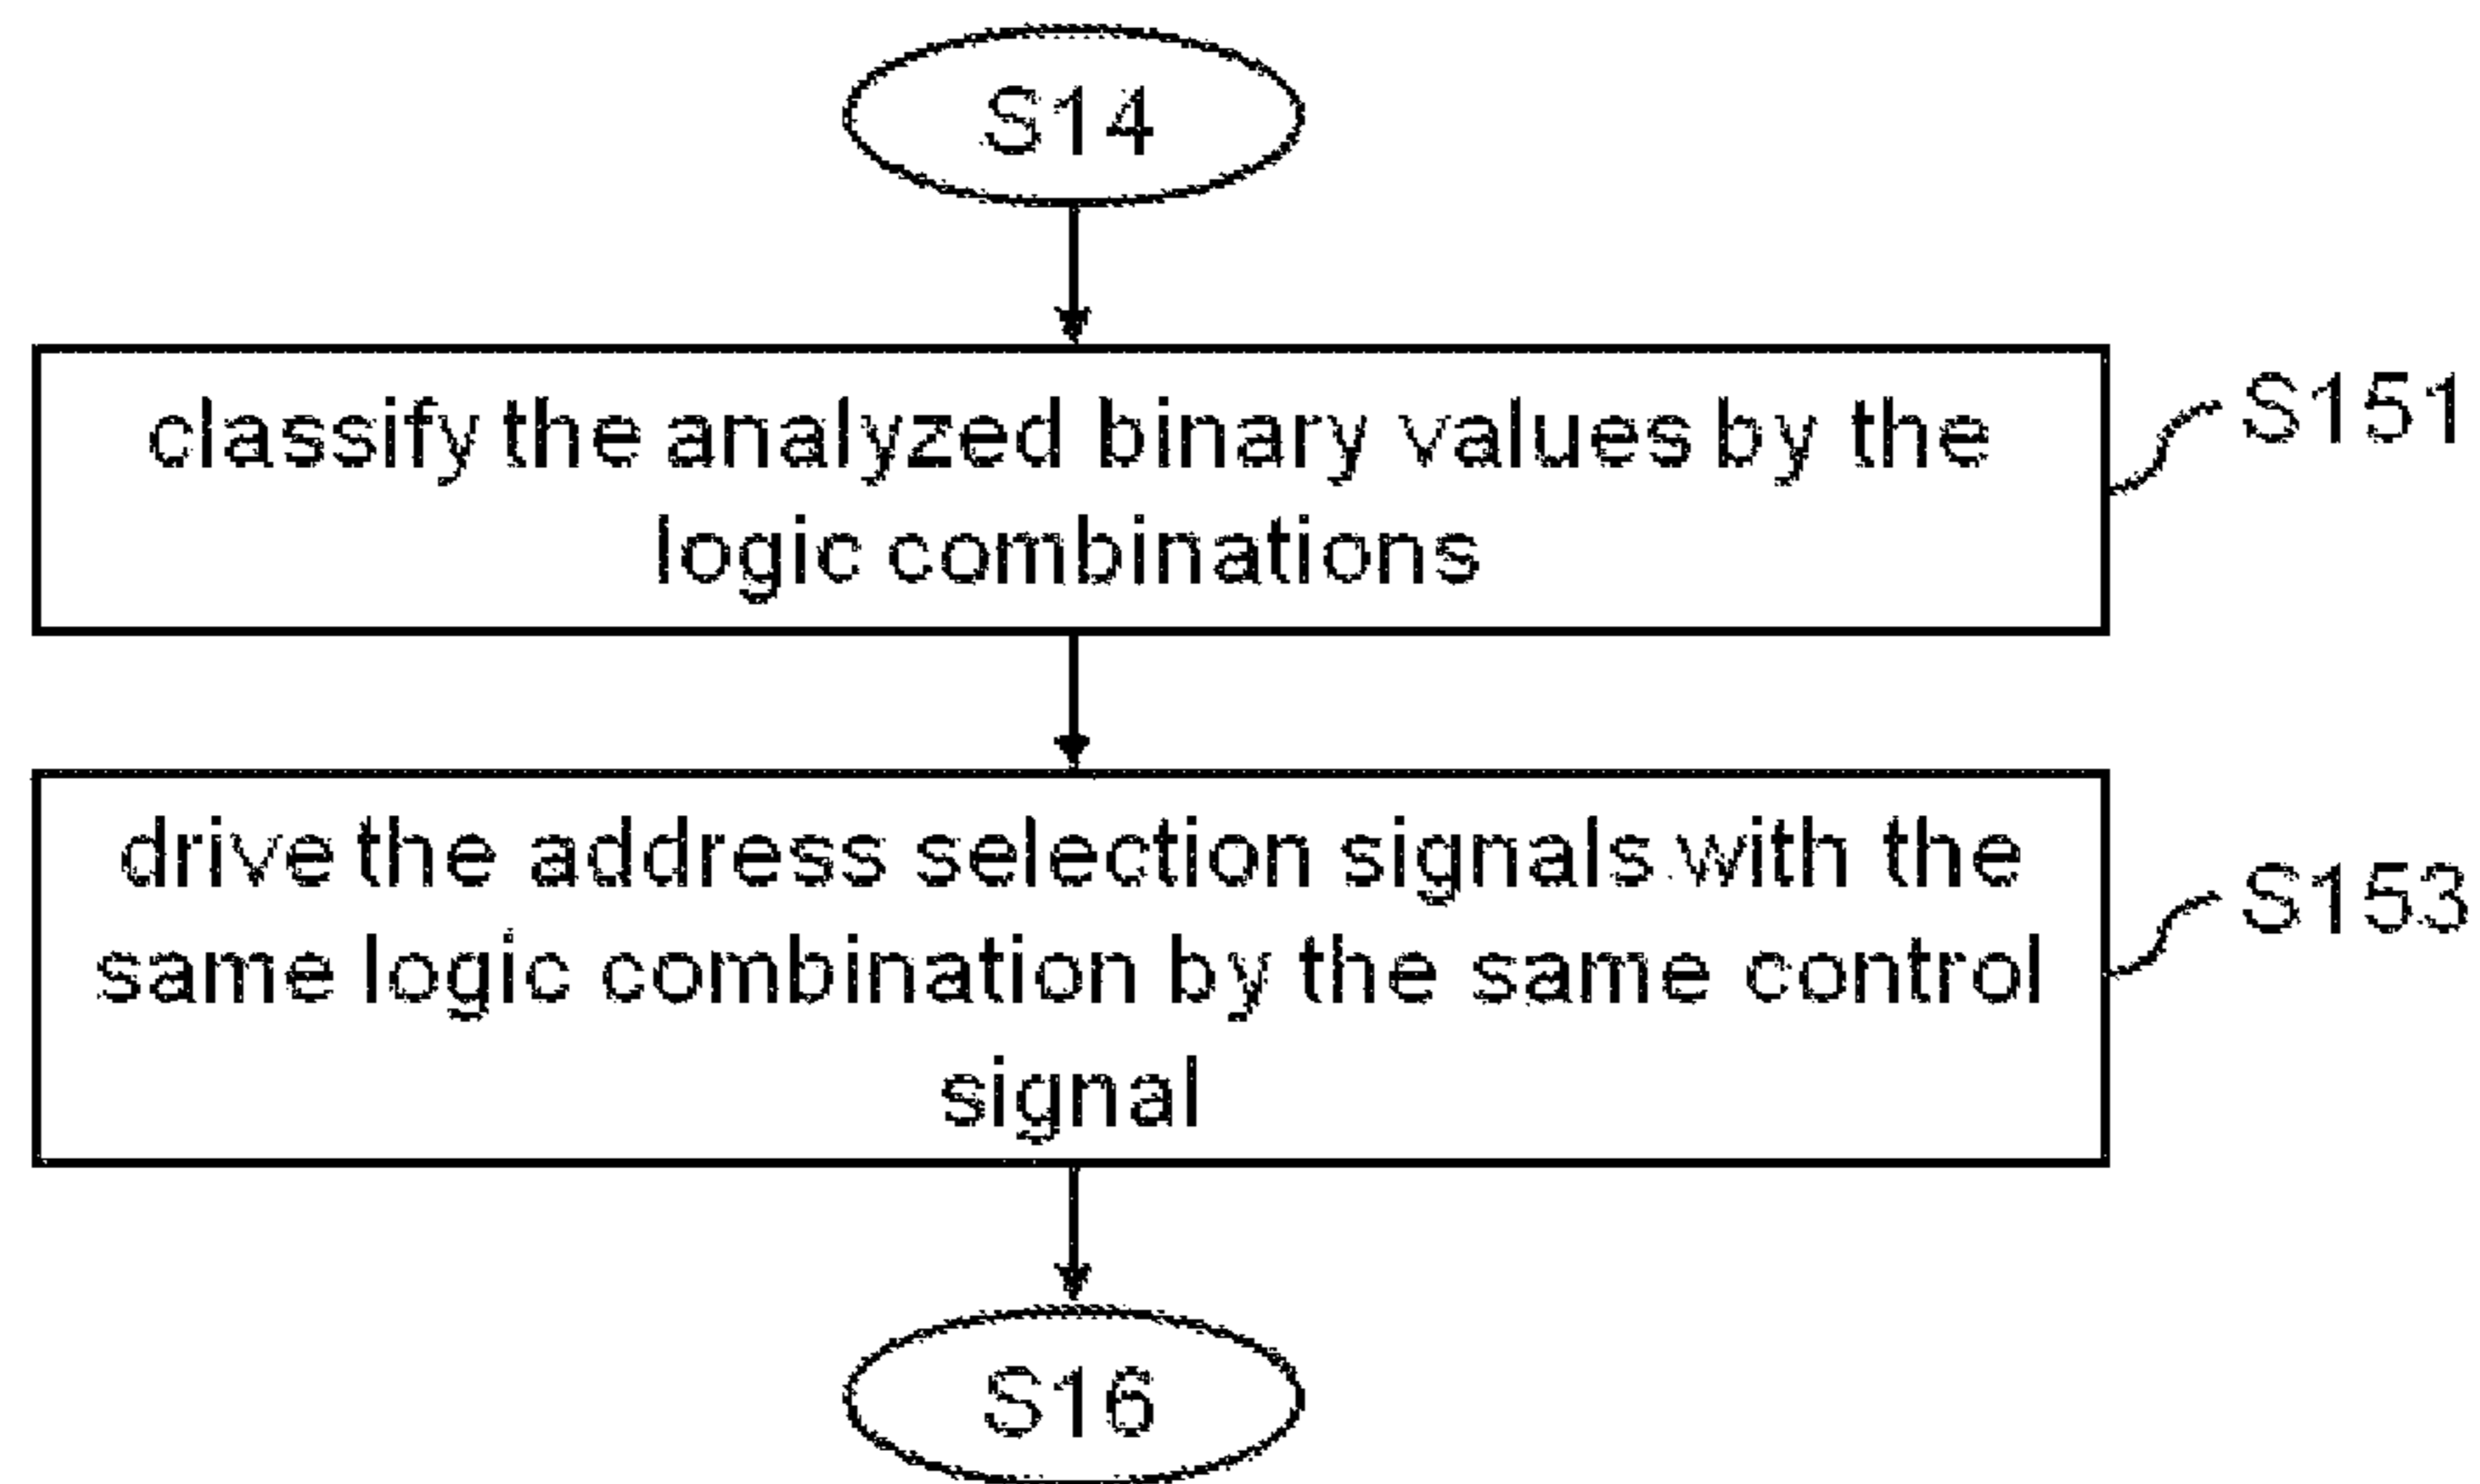 S14
classify the analyzed binary values by the
logic combinations
S151
drive the address selection signals with the
same logic combination by the same control
signal
S153
S16